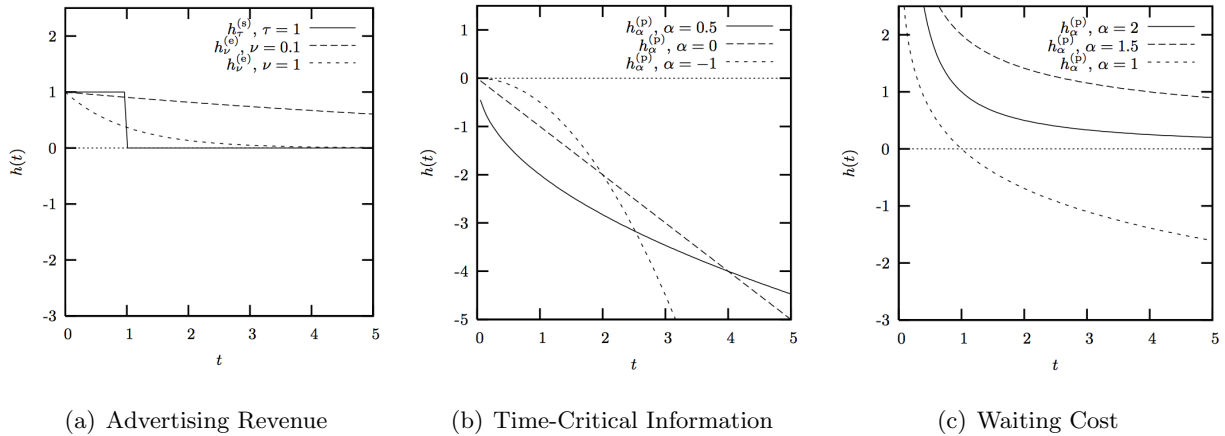 h_τ^(s), τ = 1
h_ν^(e), ν = 0.1
h_ν^(e), ν = 1
2
1
0
-1
-2
-3
h(t)
0 1 2 3 4 5
t
(a) Advertising Revenue
h_α^(p), α = 0.5
h_α^(p), α = 0
h_α^(p), α = −1
1
0
-1
-2
-3
-4
-5
h(t)
0 1 2 3 4 5
t
(b) Time-Critical Information
h_α^(p), α = 2
h_α^(p), α = 1.5
h_α^(p), α = 1
2
1
0
-1
-2
-3
h(t)
0 1 2 3 4 5
t
(c) Waiting Cost